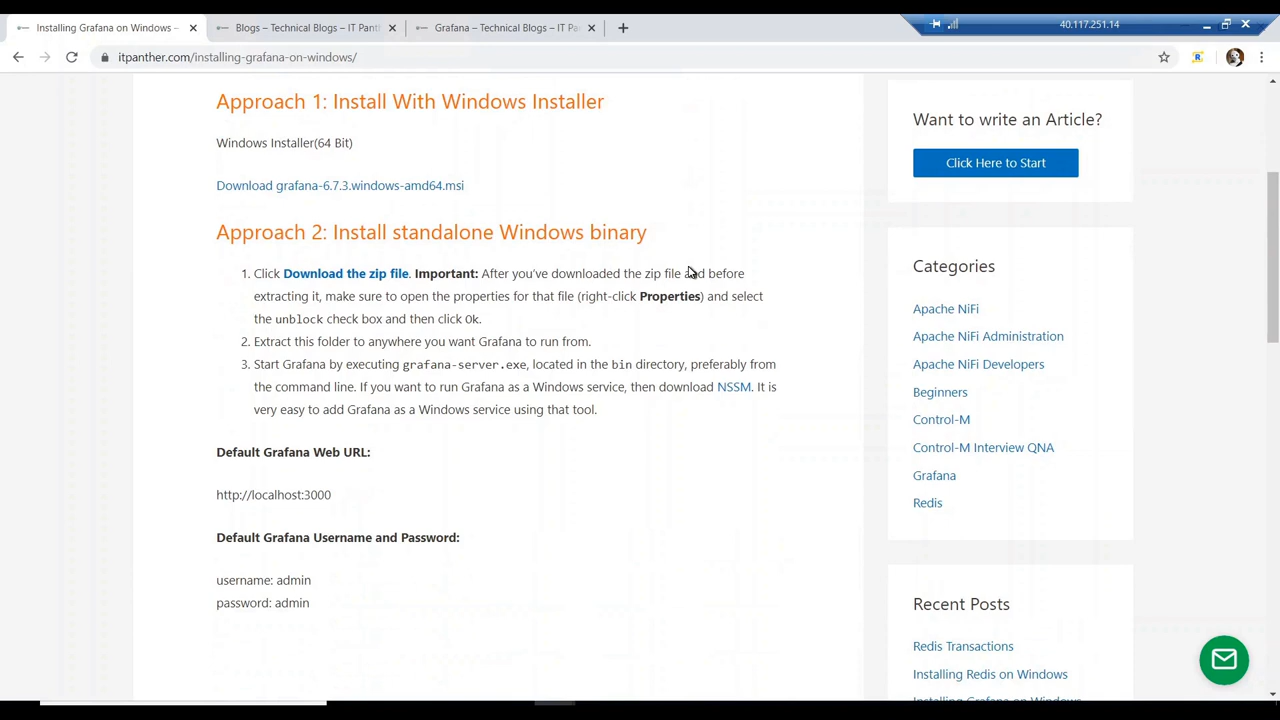 Installing Grafana on Windows –
Blogs – Technical Blogs – IT Pant
Grafana – Technical Blogs – IT Pa
40.117.251.14
itpanther.com/installing-grafana-on-windows/
Approach 1: Install With Windows Installer
Windows Installer(64 Bit)
Download grafana-6.7.3.windows-amd64.msi
Approach 2: Install standalone Windows binary
1. Click Download the zip file. Important: After you've downloaded the zip file and before
extracting it, make sure to open the properties for that file (right-click Properties) and select
the unblock check box and then click Ok.
2. Extract this folder to anywhere you want Grafana to run from.
3. Start Grafana by executing grafana-server.exe, located in the bin directory, preferably from
the command line. If you want to run Grafana as a Windows service, then download NSSM. It is
very easy to add Grafana as a Windows service using that tool.
Default Grafana Web URL:
http://localhost:3000
Default Grafana Username and Password:
username: admin
password: admin
Want to write an Article?
Click Here to Start
Categories
Apache NiFi
Apache NiFi Administration
Apache NiFi Developers
Beginners
Control-M
Control-M Interview QNA
Grafana
Redis
Recent Posts
Redis Transactions
Installing Redis on Windows
Installing Grafana on Windows